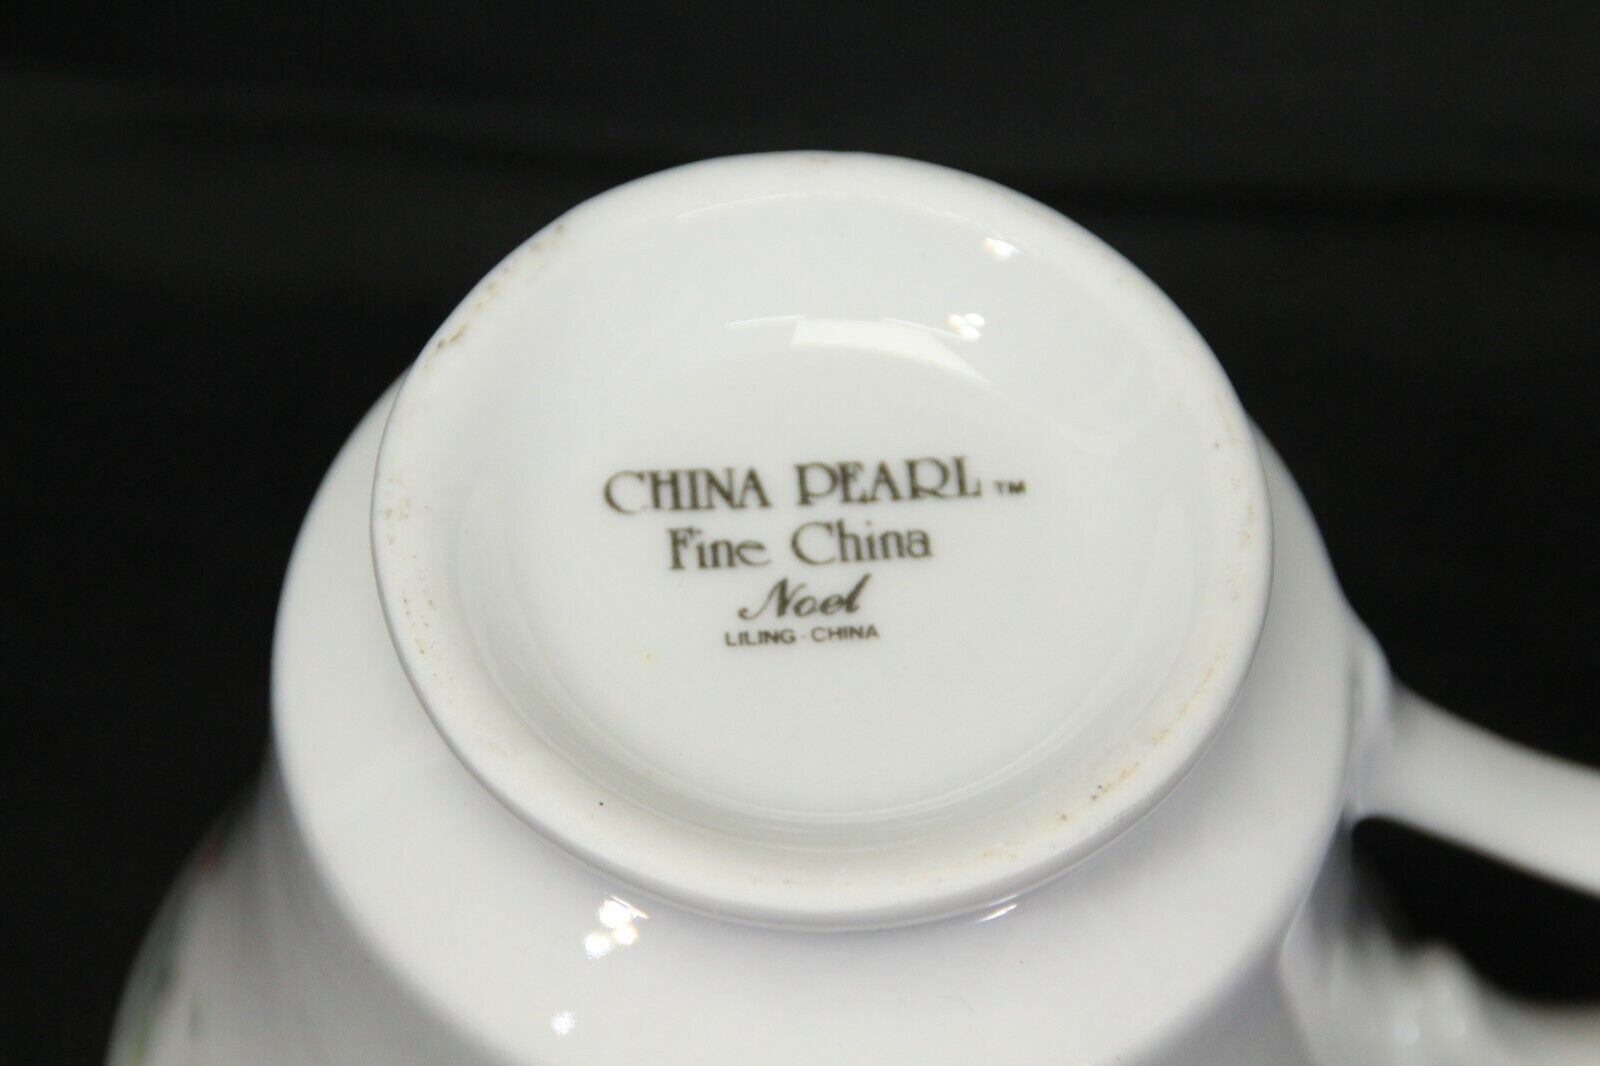 CHINA PEARL™
Fine China
Noel
LILING · CHINA